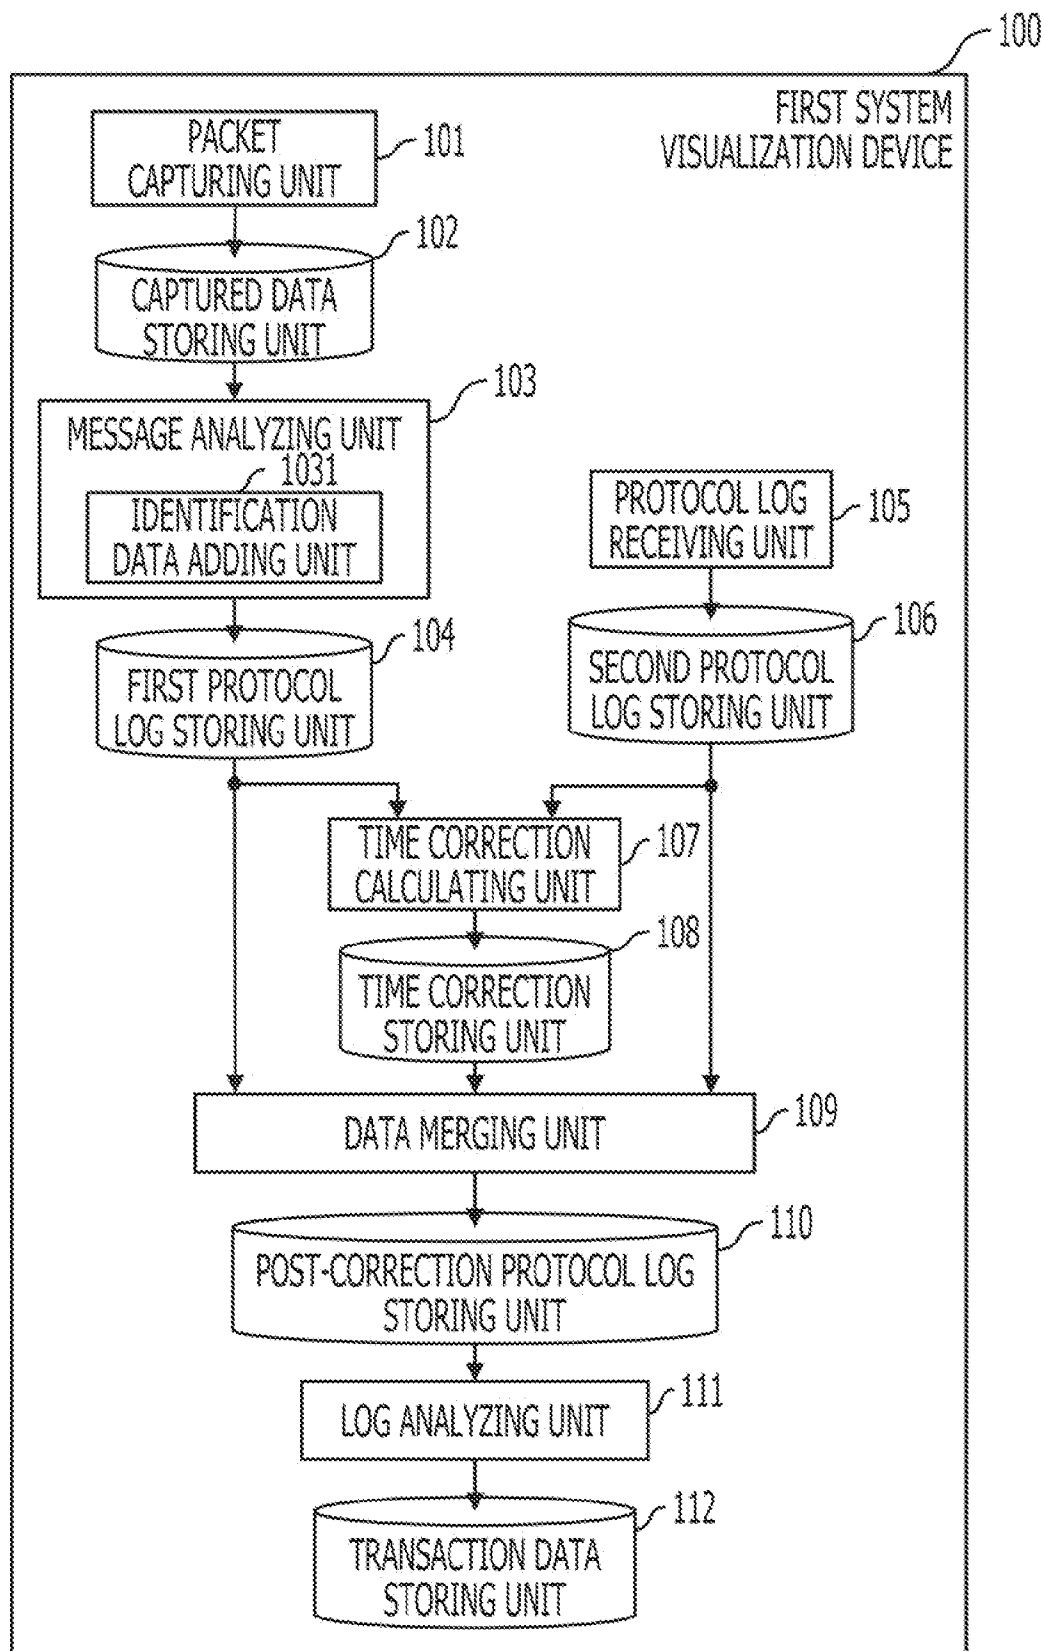 100
FIRST SYSTEM
VISUALIZATION DEVICE
PACKET
CAPTURING UNIT
101
102
CAPTURED DATA
STORING UNIT
103
MESSAGE ANALYZING UNIT
1031
IDENTIFICATION
DATA ADDING UNIT
PROTOCOL LOG
RECEIVING UNIT
105
104
FIRST PROTOCOL
LOG STORING UNIT
106
SECOND PROTOCOL
LOG STORING UNIT
TIME CORRECTION
CALCULATING UNIT
107
108
TIME CORRECTION
STORING UNIT
DATA MERGING UNIT
109
110
POST-CORRECTION PROTOCOL LOG
STORING UNIT
LOG ANALYZING UNIT
111
112
TRANSACTION DATA
STORING UNIT